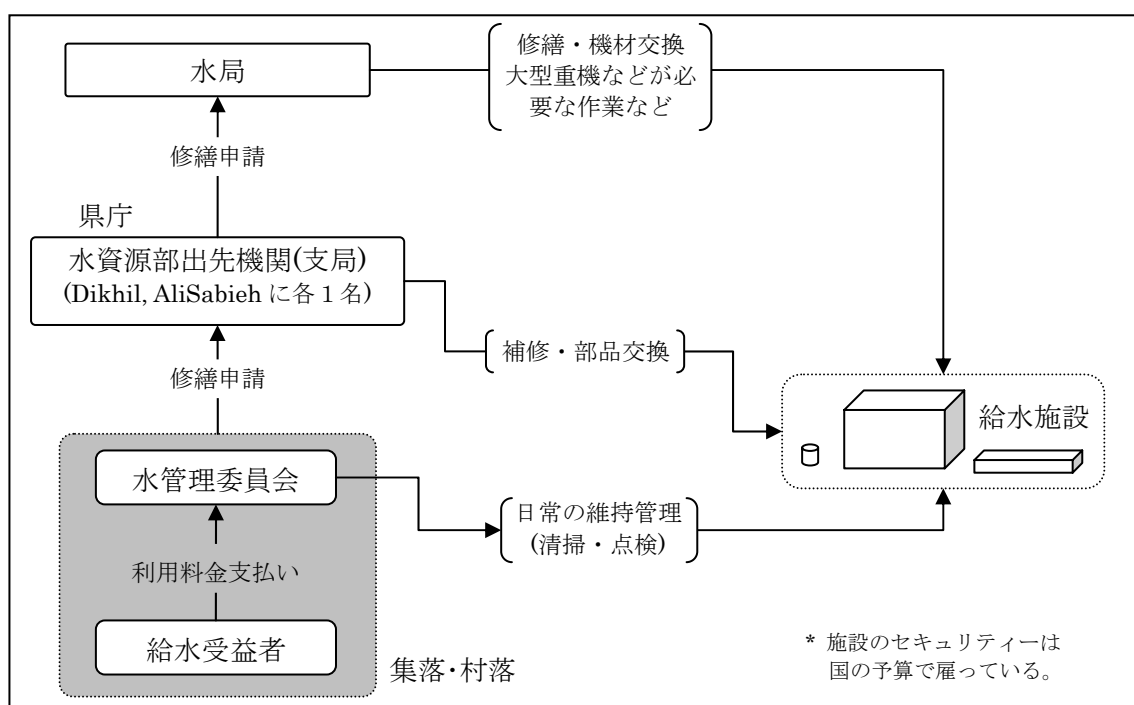 水局
修繕・機材交換
大型重機などが必
要な作業など
修繕申請
県庁
水資源部出先機関(支局)
(Dikhil, AliSabieh に各１名)
補修・部品交換
修繕申請
給水施設
水管理委員会
日常の維持管理
(清掃・点検)
利用料金支払い
給水受益者
集落・村落
* 施設のセキュリティーは
国の予算で雇っている。